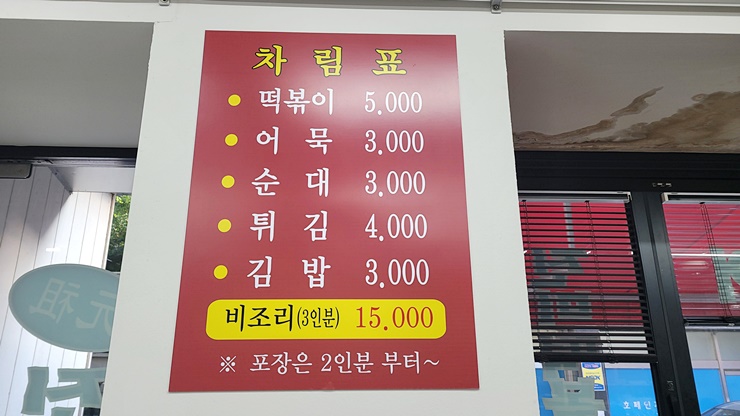 차림표
떡볶이 5.000
어묵 3.000
순대 3.000
튀김 4.000
김밥 3.000
비조리(3인분) 15.000
※ 포장은 2인분 부터~
元祖